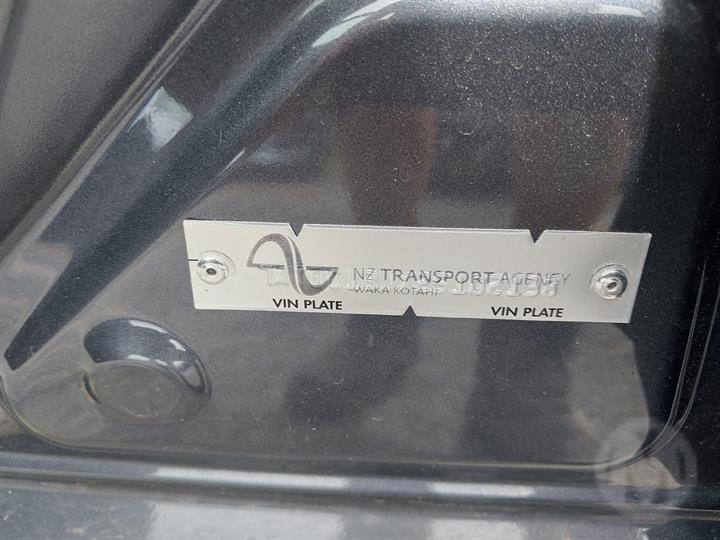 NZ TRANSPORT AGENCY
WAKA KOTAHI
VIN PLATE
VIN PLATE